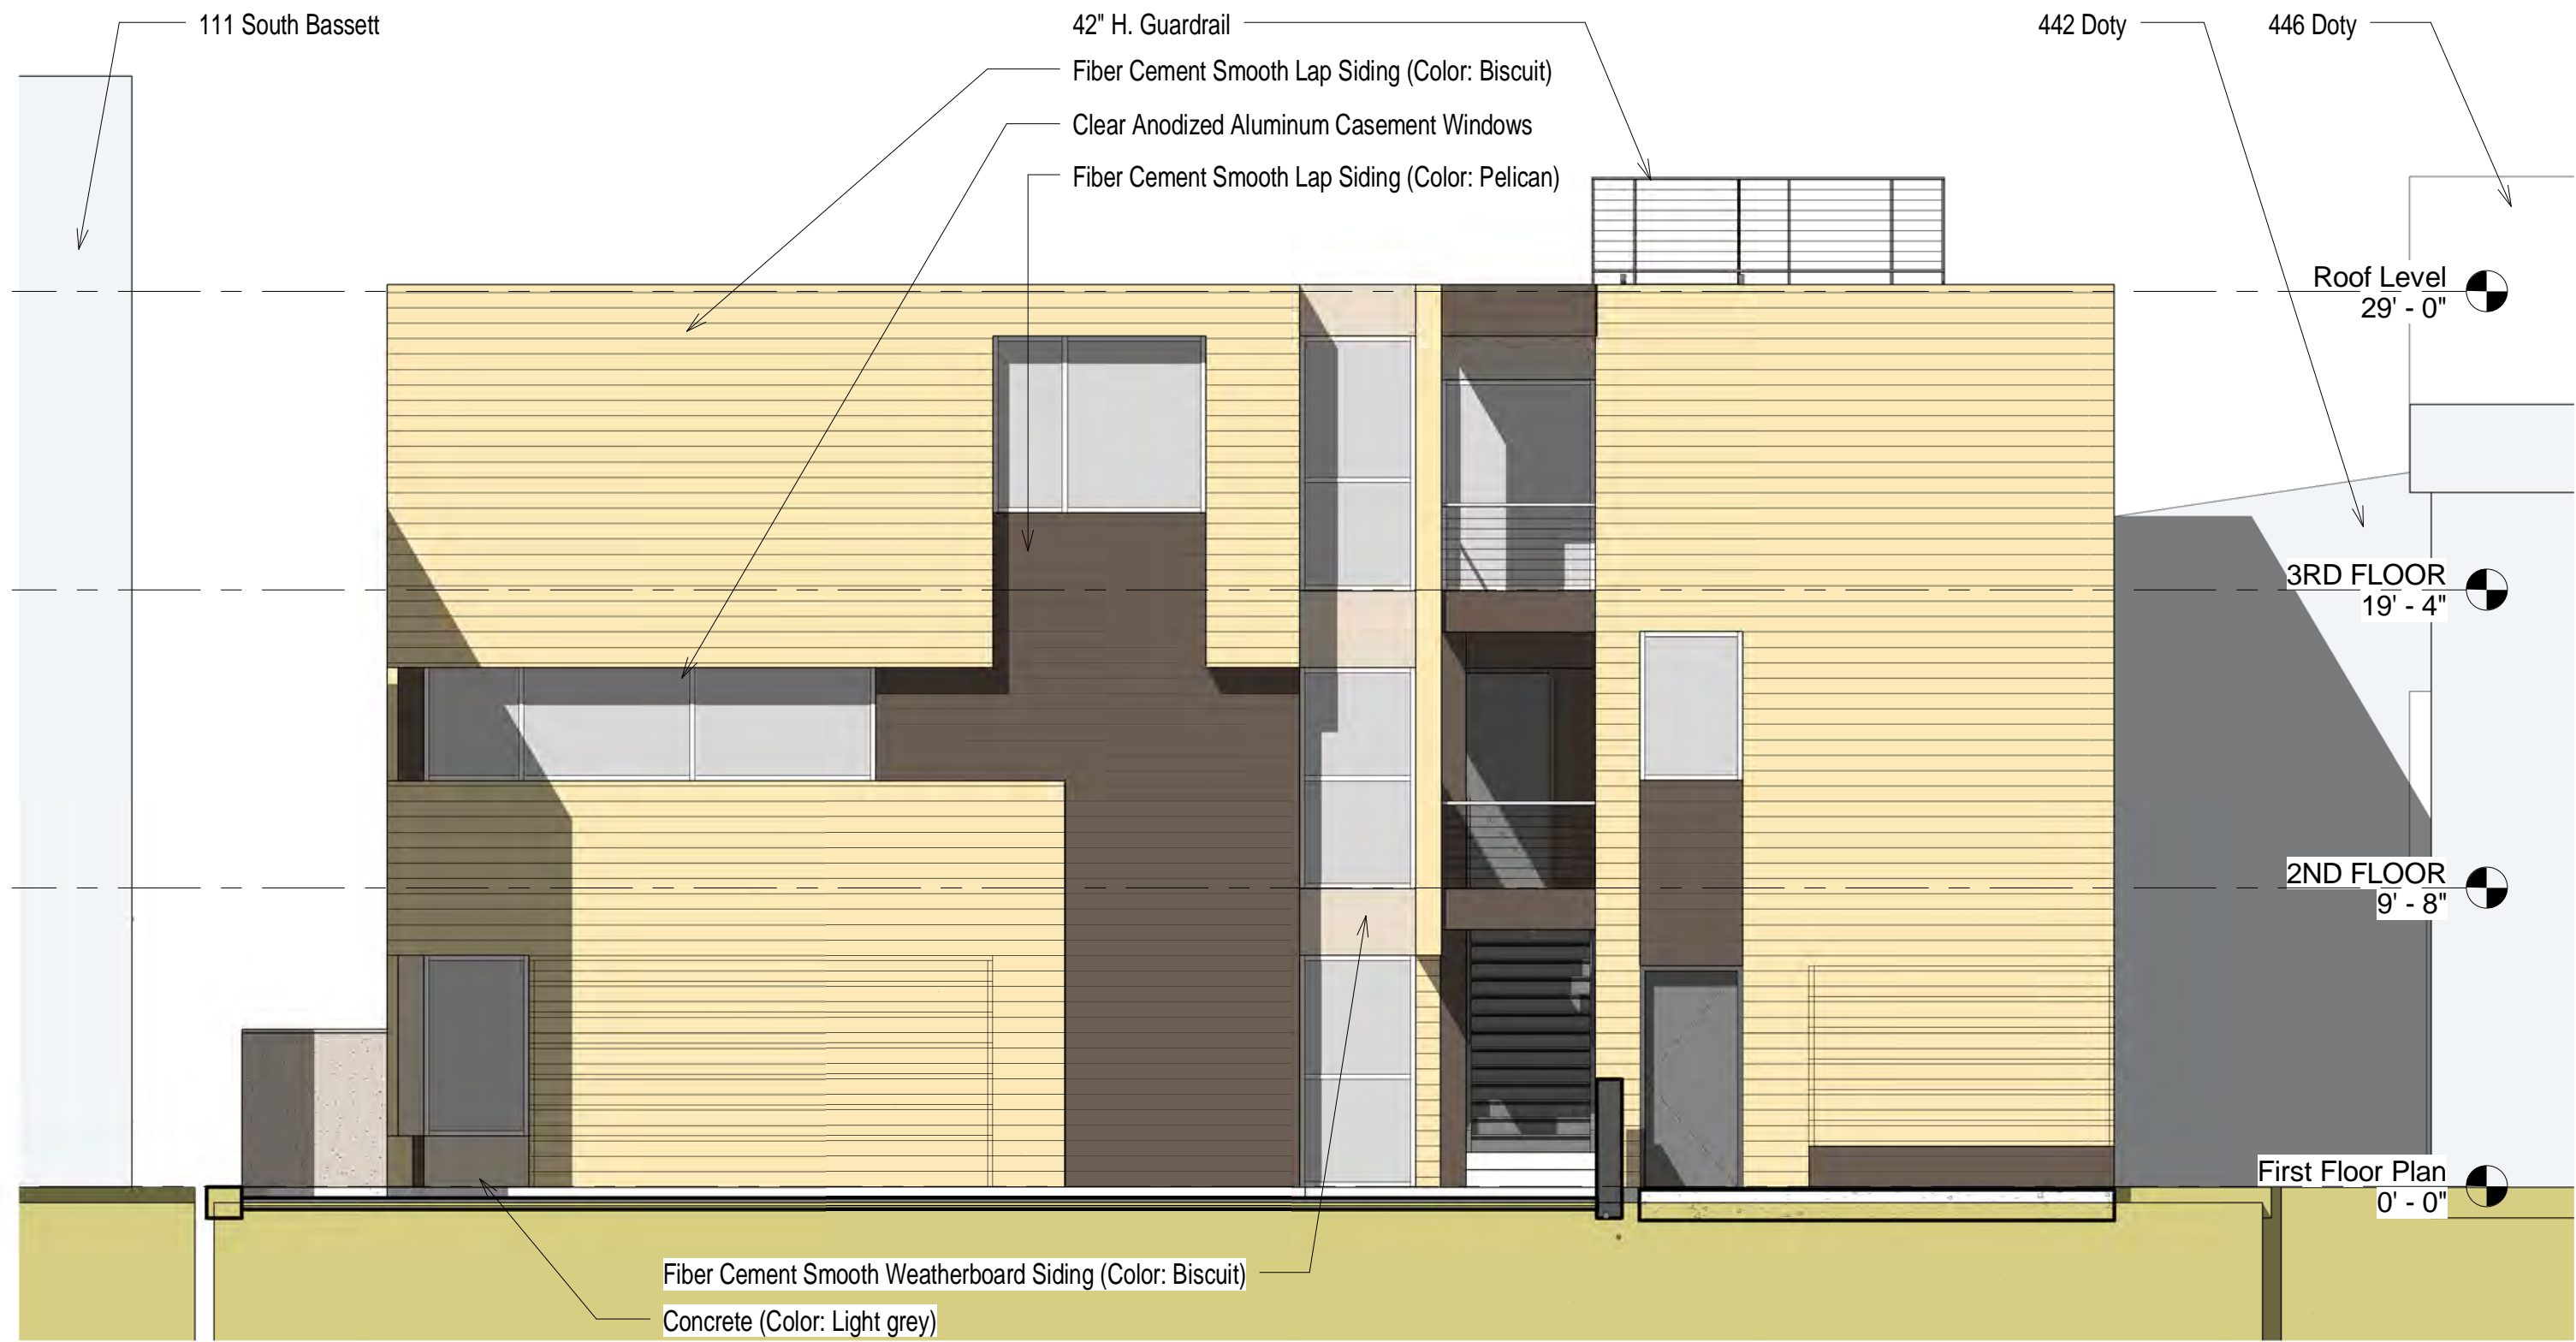 111 South Bassett
42" H. Guardrail
442 Doty
446 Doty
Fiber Cement Smooth Lap Siding (Color: Biscuit)
Clear Anodized Aluminum Casement Windows
Fiber Cement Smooth Lap Siding (Color: Pelican)
Roof Level
29' - 0"
3RD FLOOR
19' - 4"
2ND FLOOR
9' - 8"
First Floor Plan
0' - 0"
Fiber Cement Smooth Weatherboard Siding (Color: Biscuit)
Concrete (Color: Light grey)